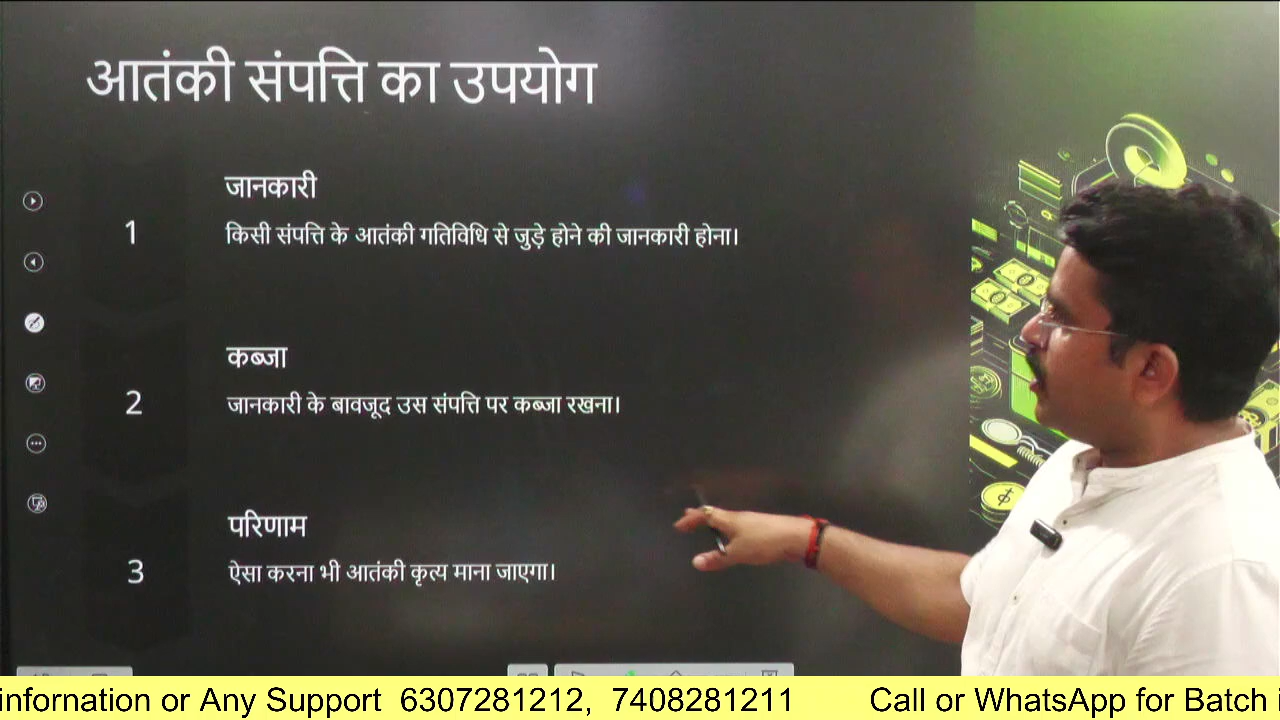 आतंकी संपत्ति का उपयोग
जानकारी
1
किसी संपत्ति के आतंकी गतिविधि से जुड़े होने की जानकारी होना।
कब्जा
2
जानकारी के बावजूद उस संपत्ति पर कब्जा रखना।
परिणाम
3
ऐसा करना भी आतंकी कृत्य माना जाएगा।
infornation or Any Support 6307281212, 7408281211 Call or WhatsApp for Batch i